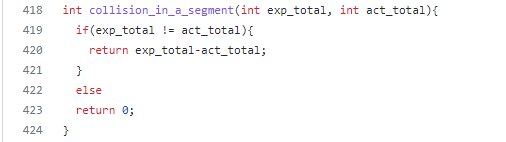 418 int collision_in_a_segment(int exp_total, int act_total){
419   if(exp_total != act_total){
420     return exp_total-act_total;
421   }
422   else
423   return 0;
424 }